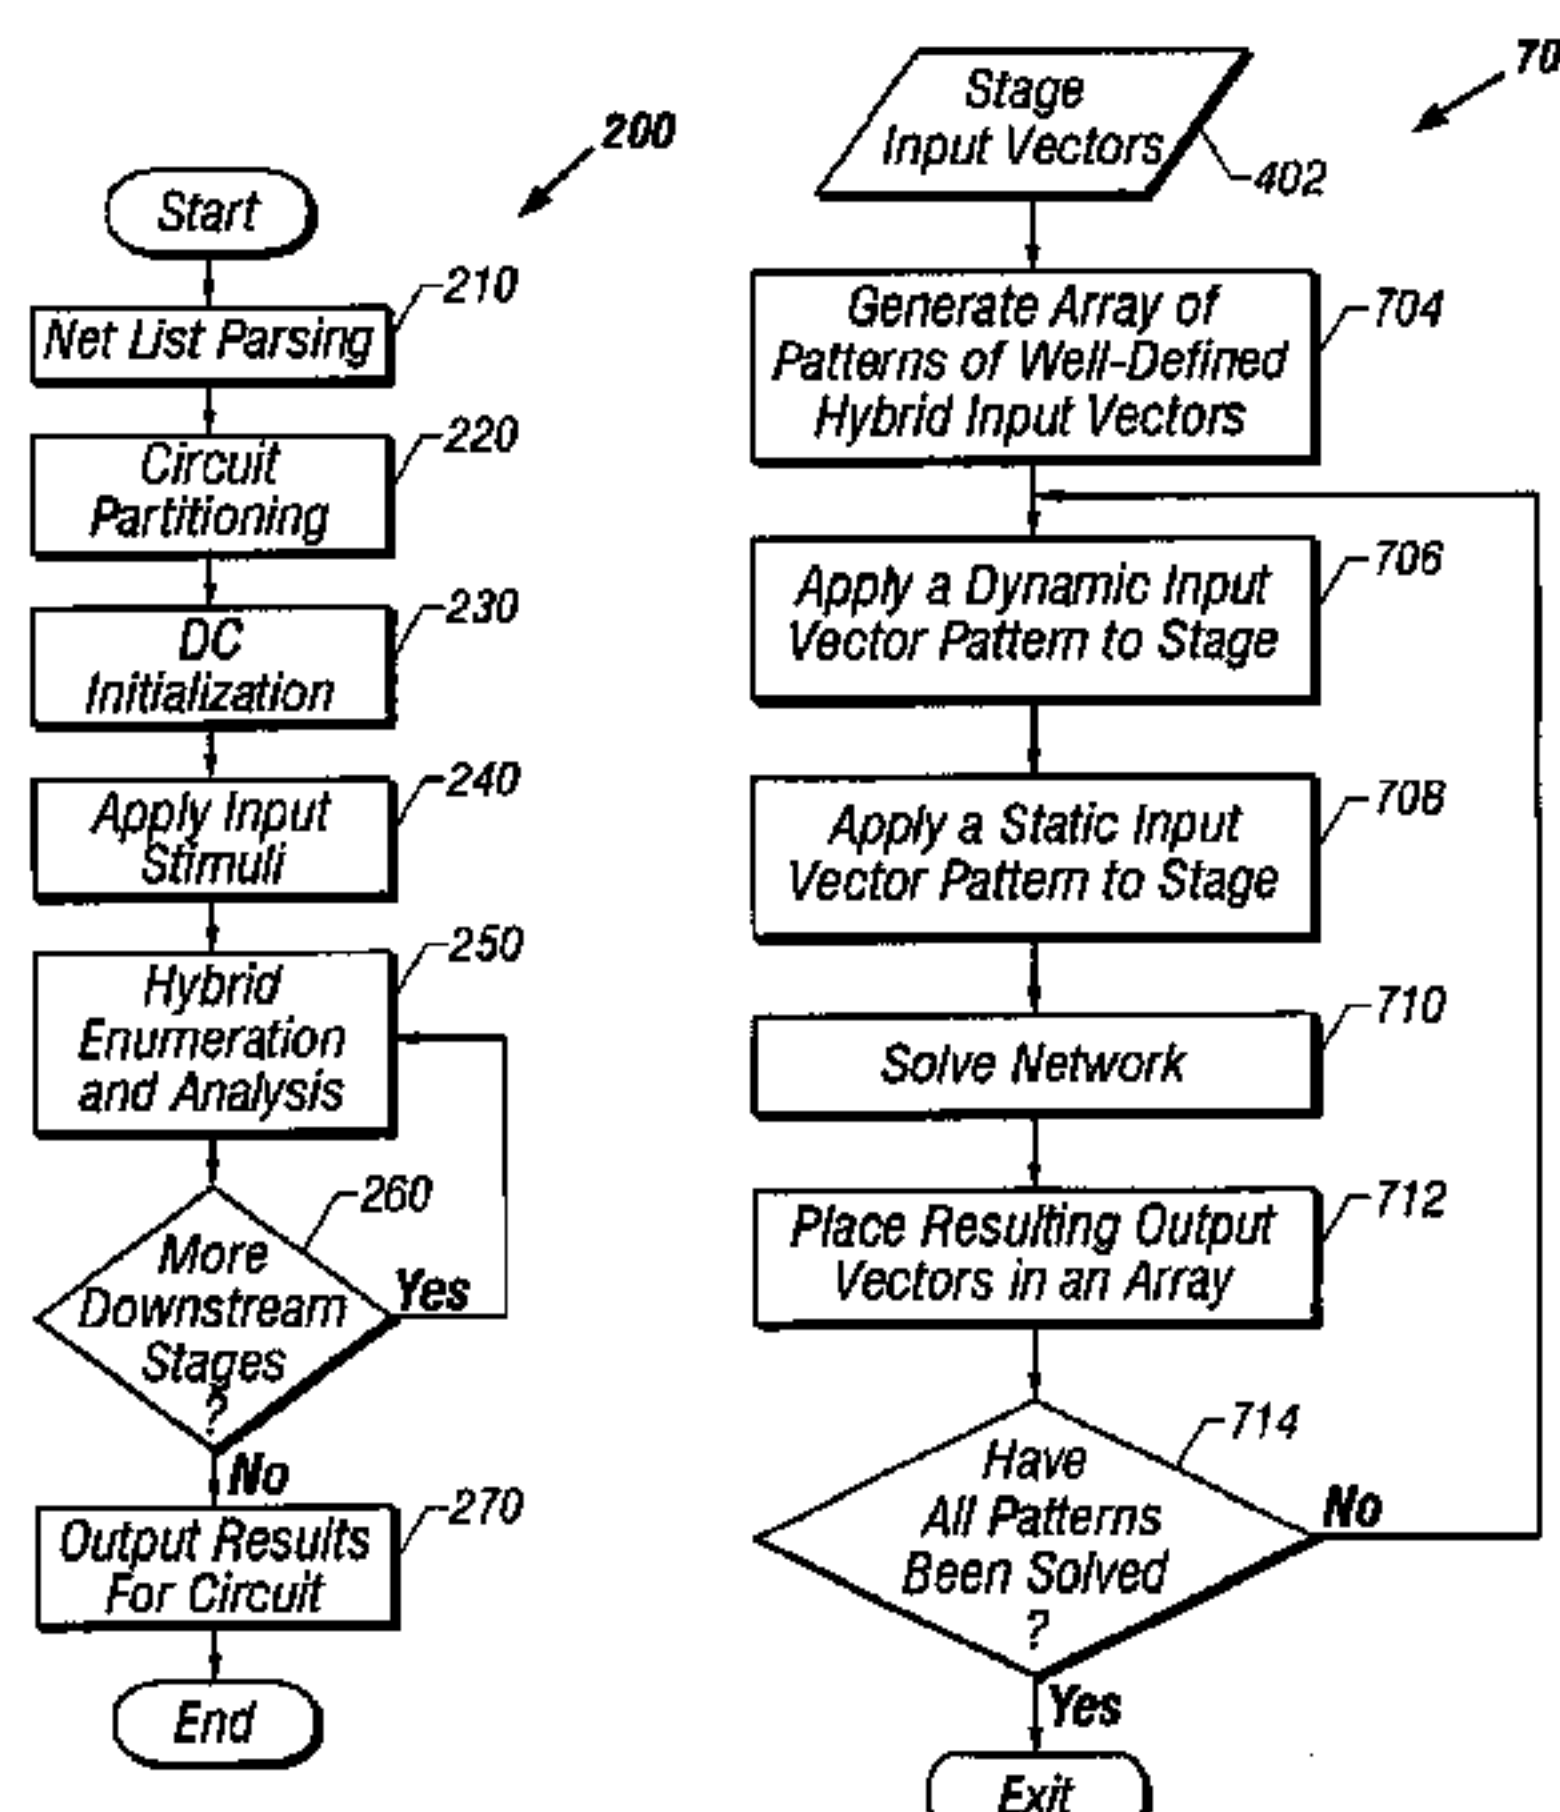 200
Start
Net List Parsing
210
Circuit
Partitioning
220
DC
Initialization
230
Apply Input
Stimuli
240
Hybrid
Enumeration
and Analysis
250
More
Downstream
Stages
?
260
Yes
No
Output Results
For Circuit
270
End
70
Stage
Input Vectors
402
Generate Array of
Patterns of Well-Defined
Hybrid Input Vectors
704
Apply a Dynamic Input
Vector Pattern to Stage
706
Apply a Static Input
Vector Pattern to Stage
708
Solve Network
710
Place Resulting Output
Vectors in an Array
712
Have
All Patterns
Been Solved
?
714
No
Yes
Exit